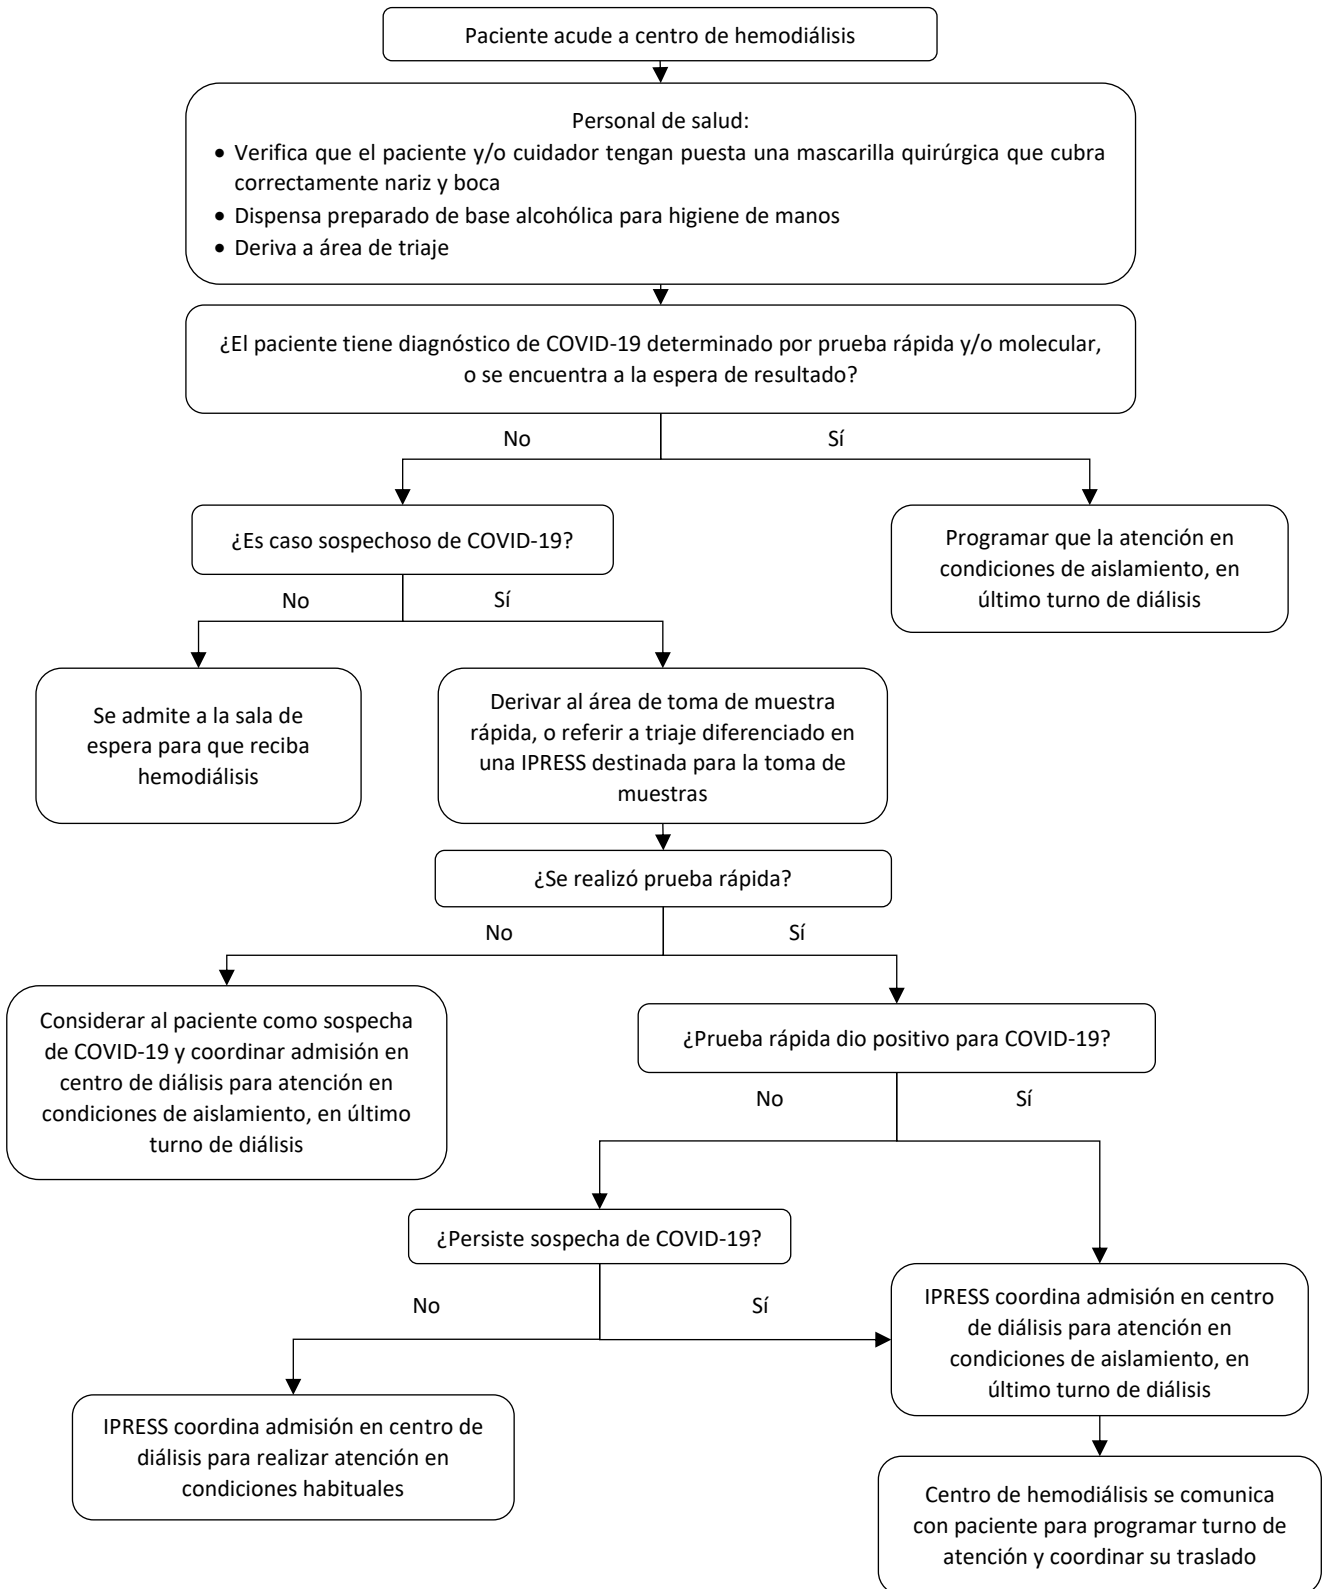 Paciente acude a centro de hemodiálisis
Personal de salud:
• Verifica que el paciente y/o cuidador tengan puesta una mascarilla quirúrgica que cubra
correctamente nariz y boca
• Dispensa preparado de base alcohólica para higiene de manos
• Deriva a área de triaje
¿El paciente tiene diagnóstico de COVID-19 determinado por prueba rápida y/o molecular,
o se encuentra a la espera de resultado?
No
Sí
¿Es caso sospechoso de COVID-19?
Programar que la atención en
condiciones de aislamiento, en
último turno de diálisis
No
Sí
Se admite a la sala de
espera para que reciba
hemodiálisis
Derivar al área de toma de muestra
rápida, o referir a triaje diferenciado en
una IPRESS destinada para la toma de
muestras
¿Se realizó prueba rápida?
No
Sí
Considerar al paciente como sospecha
de COVID-19 y coordinar admisión en
centro de diálisis para atención en
condiciones de aislamiento, en último
turno de diálisis
¿Prueba rápida dio positivo para COVID-19?
No
Sí
¿Persiste sospecha de COVID-19?
No
Sí
IPRESS coordina admisión en centro
de diálisis para atención en
condiciones de aislamiento, en
último turno de diálisis
IPRESS coordina admisión en centro de
diálisis para realizar atención en
condiciones habituales
Centro de hemodiálisis se comunica
con paciente para programar turno de
atención y coordinar su traslado